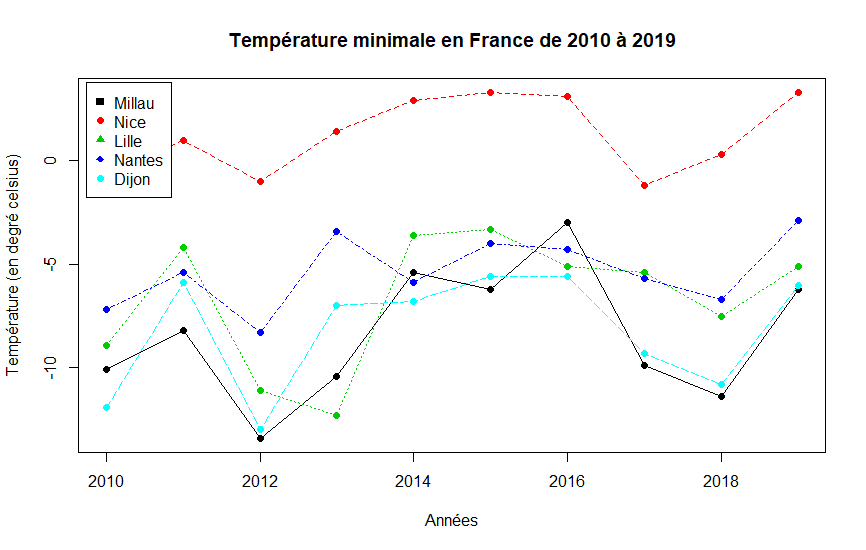 Température minimale en France de 2010 à 2019
Millau
Nice
Lille
Nantes
Dijon
Température (en degré celsius)
0
-5
-10
2010 2012 2014 2016 2018
Années